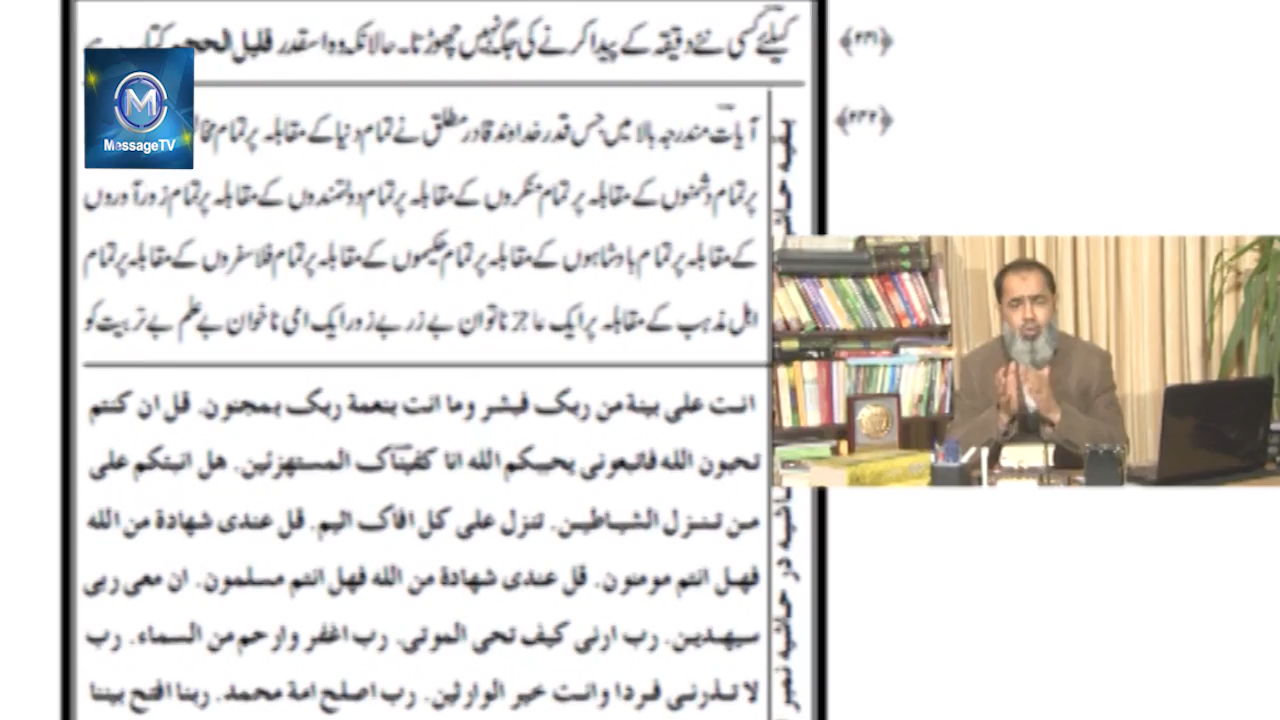 کیلئے کسی نئے دقیقہ کے پیدا کرنے کی جگہ نہیں چھوڑتا۔ حالانکہ وہ اسقدر قلیل الحجم کتاب ہے
﴿۲۳۱﴾
MessageTV
آیات مندرجہ بالا میں جس قدر خداوند قادر مطلق نے تمام دنیا کے مقابلہ پر تمام
﴿۲۳۲﴾
پر تمام دشمنوں کے مقابلہ پر تمام منکروں کے مقابلہ پر تمام دولتمندوں کے مقابلہ پر تمام زور آوروں
کے مقابلہ پر تمام بادشاہوں کے مقابلہ پر تمام حکیموں کے مقابلہ پر تمام فلاسفروں کے مقابلہ پر تمام
اہل مذہب کے مقابلہ پر ایک عاجز ناتوان بے زر بے زور ایک امی ناخوان بے علم بے تربیت کو
انت علی بینة من ربک فبشر وما انت بنعمة ربک بمجنون۔ قل ان کنتم
تحبون الله فاتبعونی یحببکم الله انا کفیناک المستهزئین۔ هل انبئکم علی
من تنزل الشیاطین۔ تنزل علی کل افاک اثیم۔ قل عندی شهادة من الله
فهل انتم مومنون۔ قل عندی شهادة من الله فهل انتم مسلمون۔ ان معی ربی
سیهدین۔ رب ارنی کیف تحی الموتی۔ رب اغفر وارحم من السماء۔ رب
لا تذرنی فردا وانت خیر الوارثین۔ رب اصلح امة محمد۔ ربنا افتح بیننا
بقیہ
حاشیہ در حاشیہ نمبر